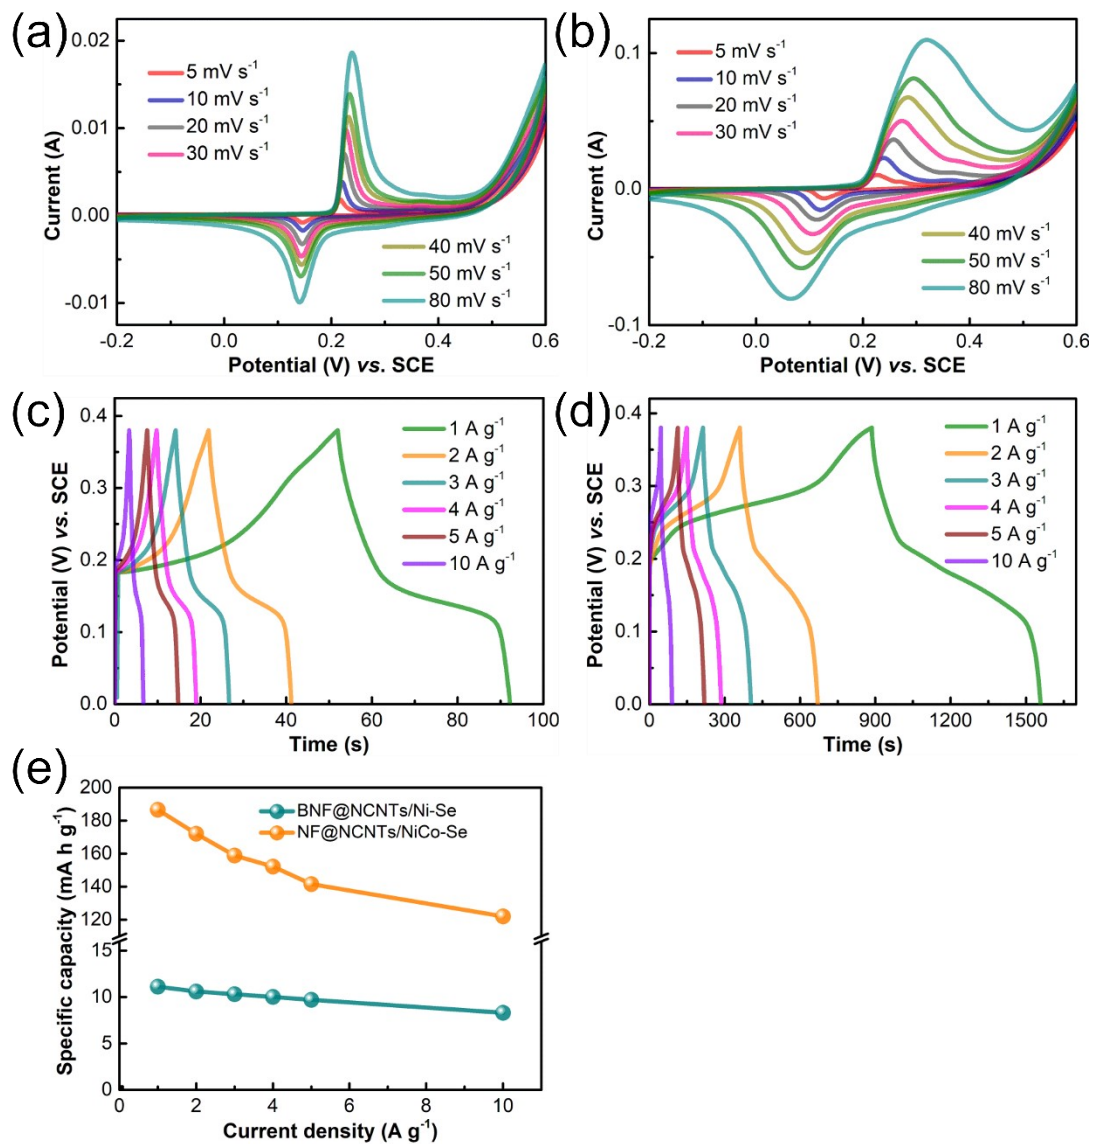 (a)
0.02
0.01
0.00
-0.01
Current (A)
5 mV s⁻¹
10 mV s⁻¹
20 mV s⁻¹
30 mV s⁻¹
40 mV s⁻¹
50 mV s⁻¹
80 mV s⁻¹
-0.2 0.0 0.2 0.4 0.6
Potential (V) vs. SCE
(b)
0.1
0.0
-0.1
Current (A)
5 mV s⁻¹
10 mV s⁻¹
20 mV s⁻¹
30 mV s⁻¹
40 mV s⁻¹
50 mV s⁻¹
80 mV s⁻¹
-0.2 0.0 0.2 0.4 0.6
Potential (V) vs. SCE
(c)
0.4
0.3
0.2
0.1
0.0
Potential (V) vs. SCE
1 A g⁻¹
2 A g⁻¹
3 A g⁻¹
4 A g⁻¹
5 A g⁻¹
10 A g⁻¹
0 20 40 60 80 100
Time (s)
(d)
0.4
0.3
0.2
0.1
0.0
Potential (V) vs. SCE
1 A g⁻¹
2 A g⁻¹
3 A g⁻¹
4 A g⁻¹
5 A g⁻¹
10 A g⁻¹
0 300 600 900 1200 1500
Time (s)
(e)
200
180
160
140
120
15
10
5
0
Specific capacity (mA h g⁻¹)
BNF@NCNTs/Ni-Se
NF@NCNTs/NiCo-Se
0 2 4 6 8 10
Current density (A g⁻¹)